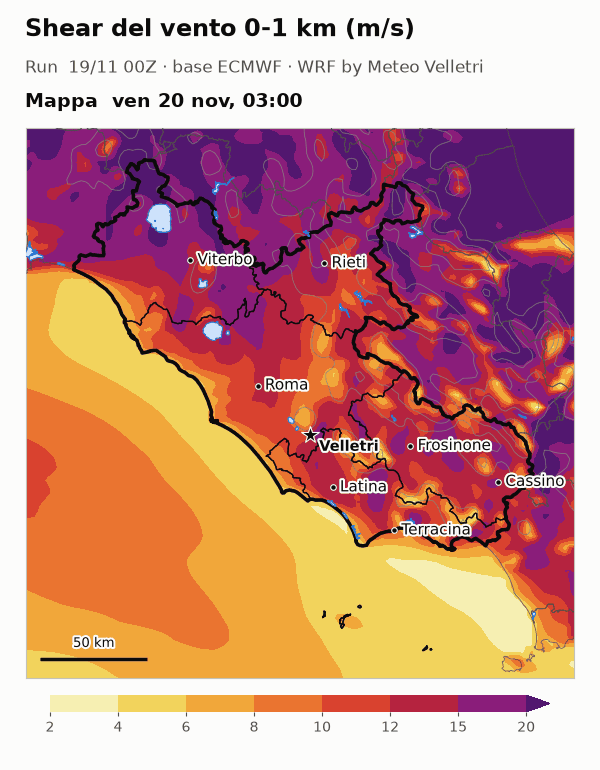 Shear del vento 0-1 km (m/s)
Run  19/11 00Z · base ECMWF · WRF by Meteo Velletri
Mappa  ven 20 nov, 03:00
Viterbo
Rieti
Roma
Velletri
Frosinone
Latina
Cassino
Terracina
50 km
2 4 6 8 10 12 15 20